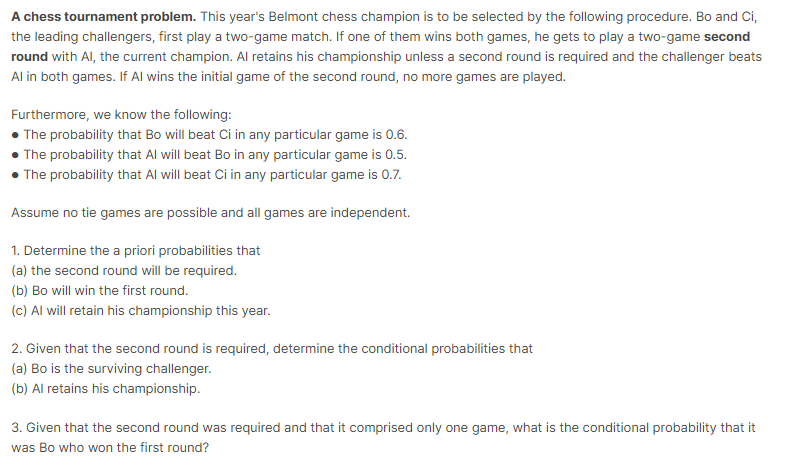 A chess tournament problem. This year's Belmont chess champion is to be selected by the following procedure. Bo and Ci,
the leading challengers, first play a two-game match. If one of them wins both games, he gets to play a two-game second
round with Al, the current champion. Al retains his championship unless a second round is required and the challenger beats
Al in both games. If Al wins the initial game of the second round, no more games are played.
Furthermore, we know the following:
• The probability that Bo will beat Ci in any particular game is 0.6.
• The probability that Al will beat Bo in any particular game is 0.5.
• The probability that Al will beat Ci in any particular game is 0.7.
Assume no tie games are possible and all games are independent.
1. Determine the a priori probabilities that
(a) the second round will be required.
(b) Bo will win the first round.
(c) Al will retain his championship this year.
2. Given that the second round is required, determine the conditional probabilities that
(a) Bo is the surviving challenger.
(b) Al retains his championship.
3. Given that the second round was required and that it comprised only one game, what is the conditional probability that it
was Bo who won the first round?